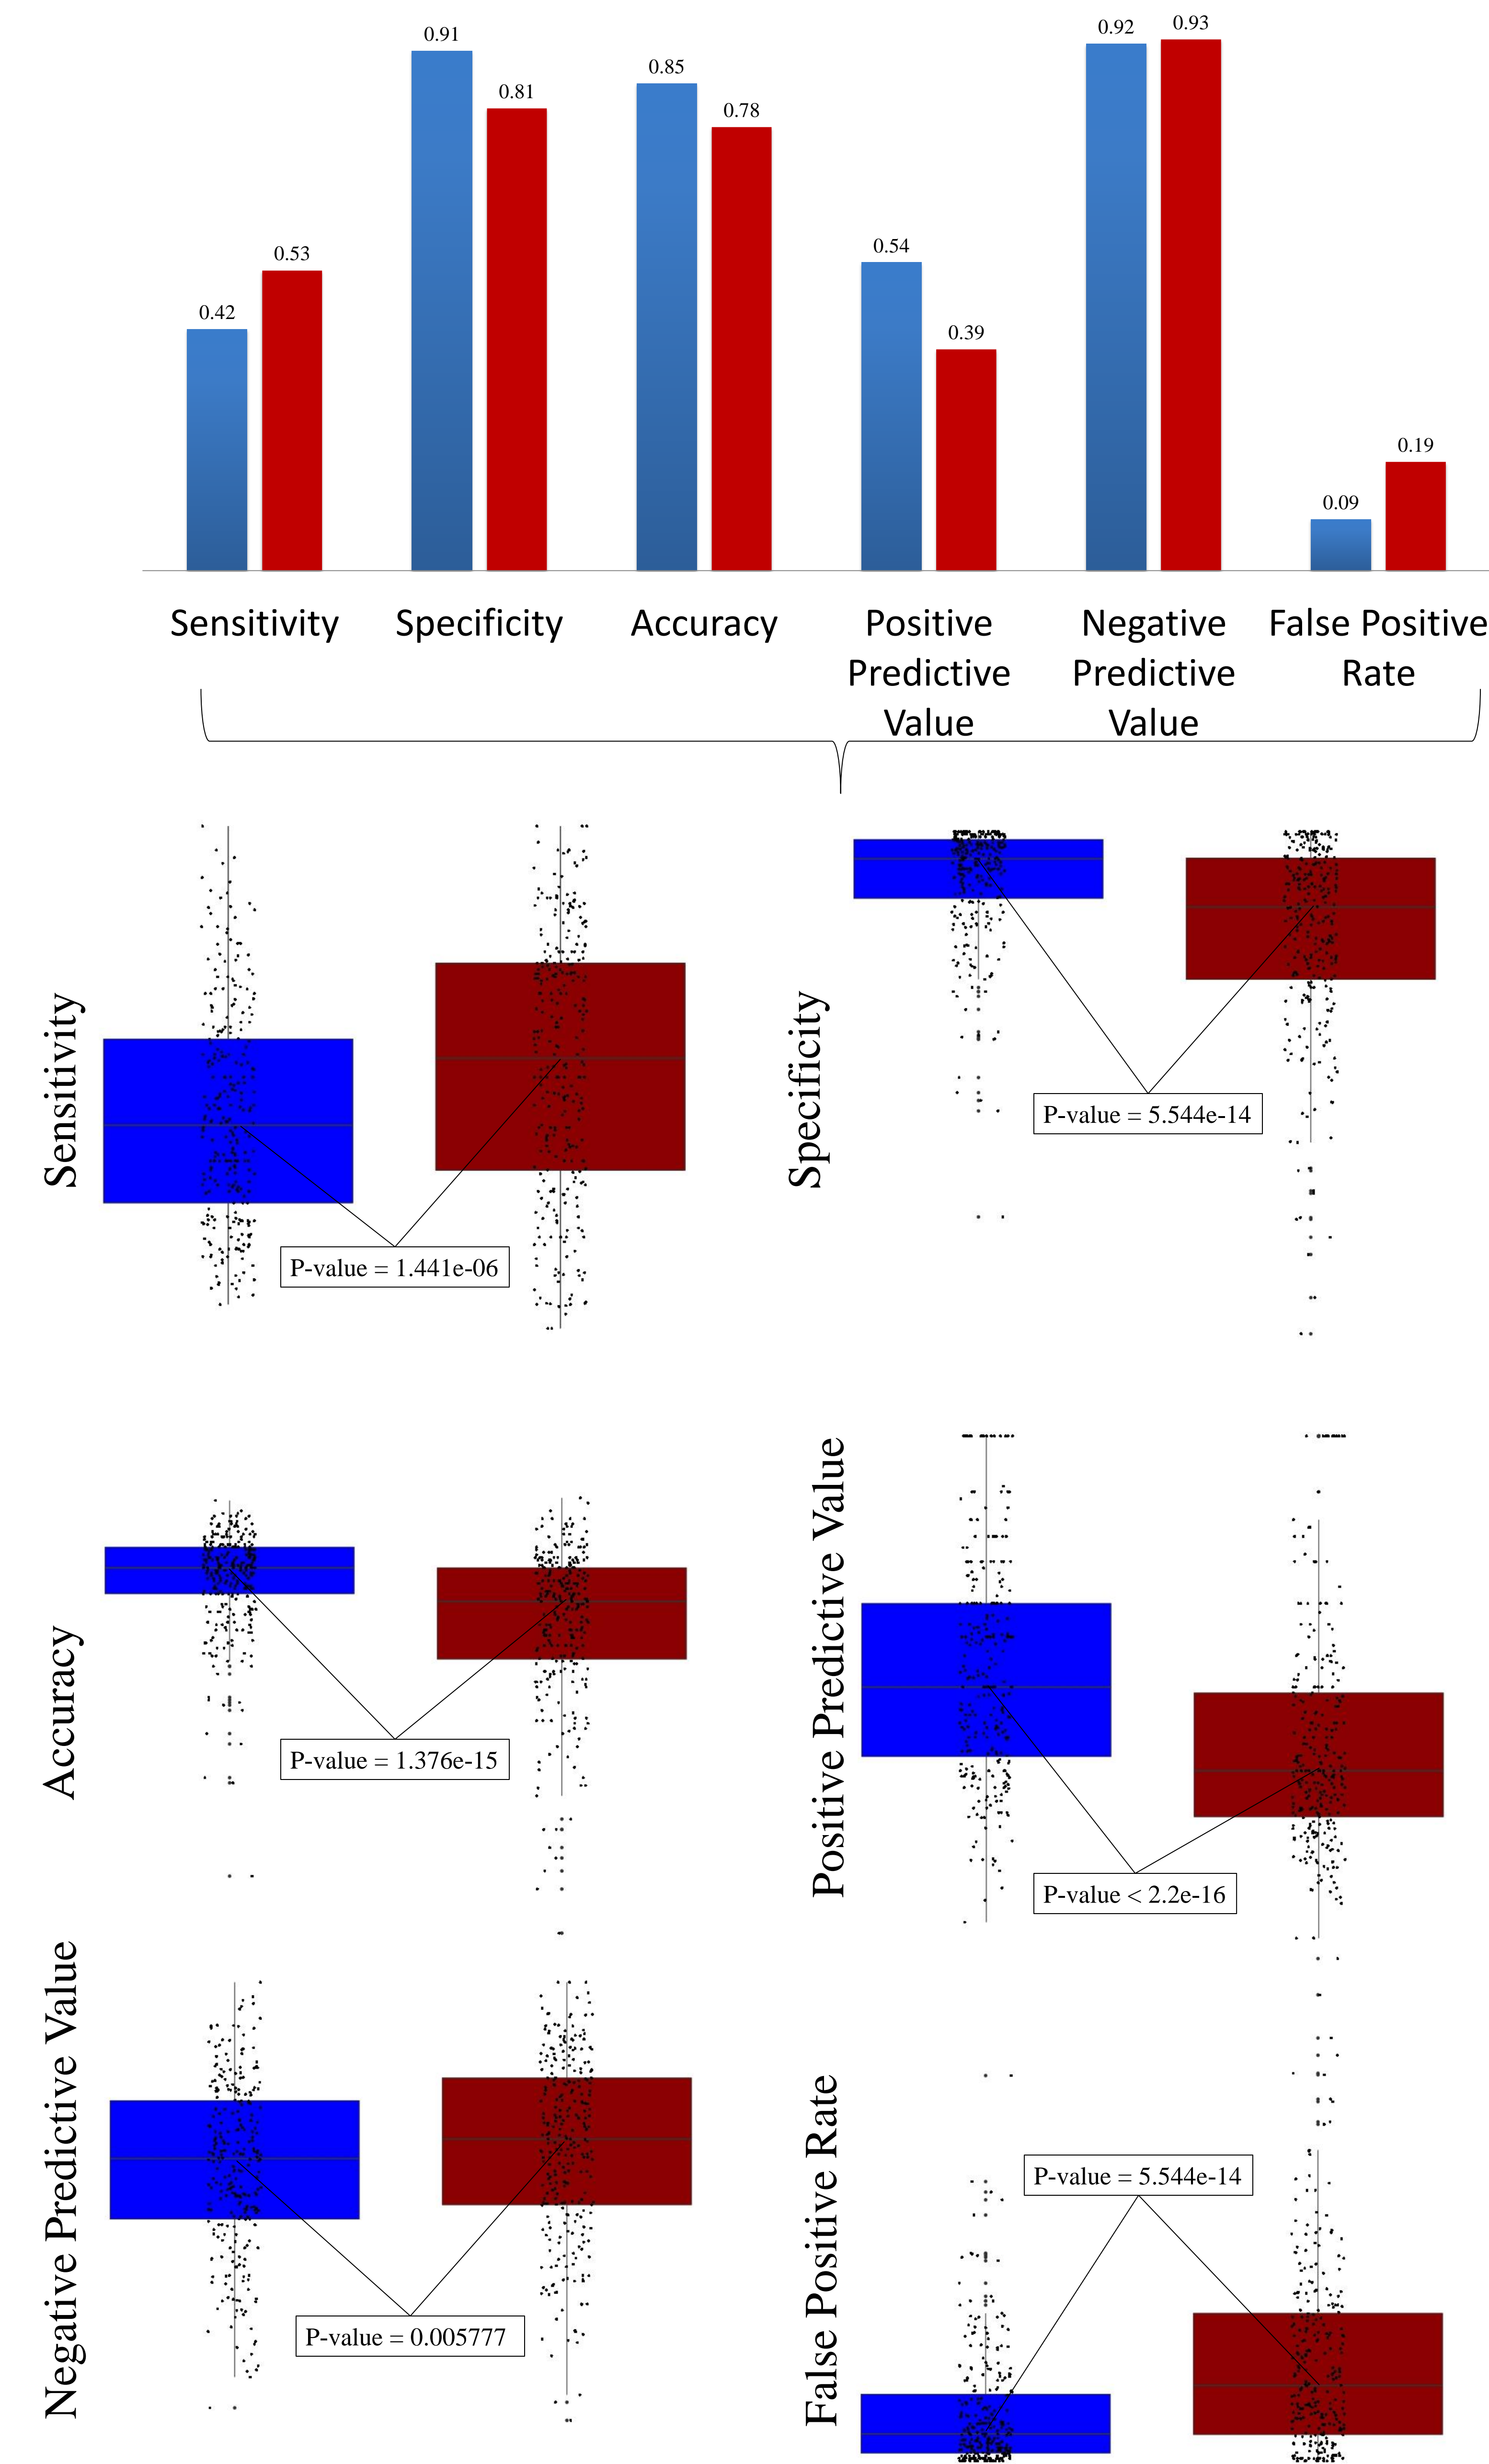 0.42
0.53
0.91
0.81
0.85
0.78
0.54
0.39
0.92
0.93
0.09
0.19
Sensitivity
Specificity
Accuracy
Positive
Predictive
Value
Negative
Predictive
Value
False Positive
Rate
Sensitivity
P-value = 1.441e-06
Specificity
P-value = 5.544e-14
Accuracy
P-value = 1.376e-15
Positive Predictive Value
P-value < 2.2e-16
Negative Predictive Value
P-value = 0.005777
False Positive Rate
P-value = 5.544e-14